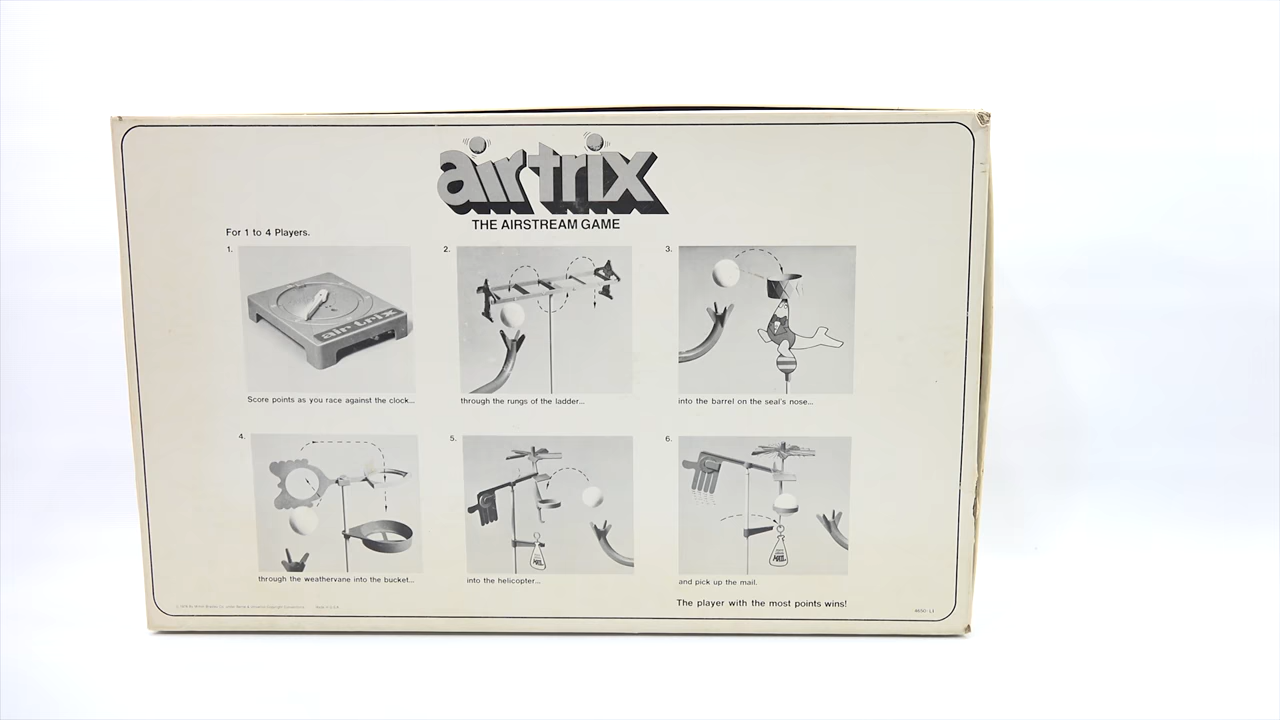 air trix
THE AIRSTREAM GAME
For 1 to 4 Players.
1.
air trix
Score points as you race against the clock...
2.
through the rungs of the ladder...
3.
into the barrel on the seal's nose...
4.
through the weathervane into the bucket...
5.
MAIL
into the helicopter...
6.
MAIL
and pick up the mail.
The player with the most points wins!
Made in U.S.A.
4650-L1